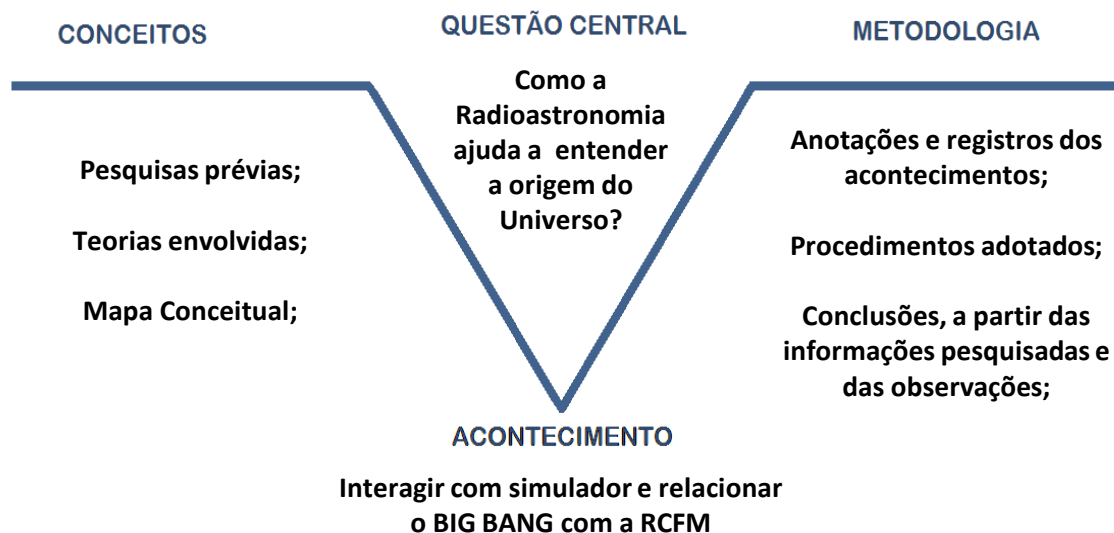 CONCEITOS
QUESTÃO CENTRAL
METODOLOGIA
Como a
Radioastronomia
ajuda a entender
a origem do
Universo?
Pesquisas prévias;
Teorias envolvidas;
Mapa Conceitual;
Anotações e registros dos
acontecimentos;
Procedimentos adotados;
Conclusões, a partir das
informações pesquisadas e
das observações;
ACONTECIMENTO
Interagir com simulador e relacionar
o BIG BANG com a RCFM